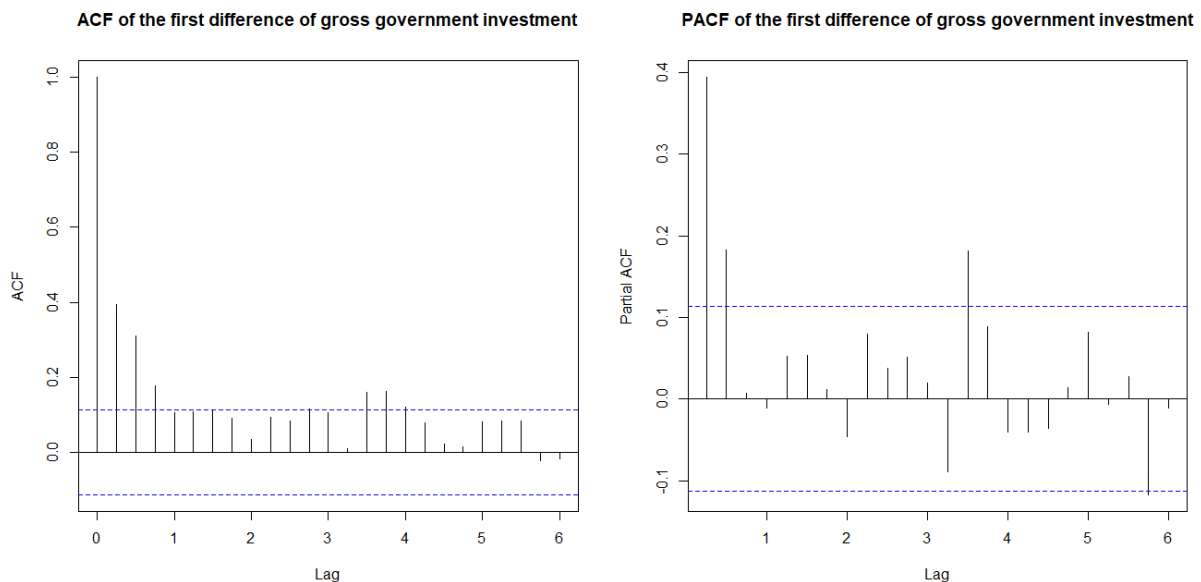 ACF of the first difference of gross government investment
ACF
1.0
0.8
0.6
0.4
0.2
0.0
0 1 2 3 4 5 6
Lag
PACF of the first difference of gross government investment
Partial ACF
0.4
0.3
0.2
0.1
0.0
-0.1
1 2 3 4 5 6
Lag